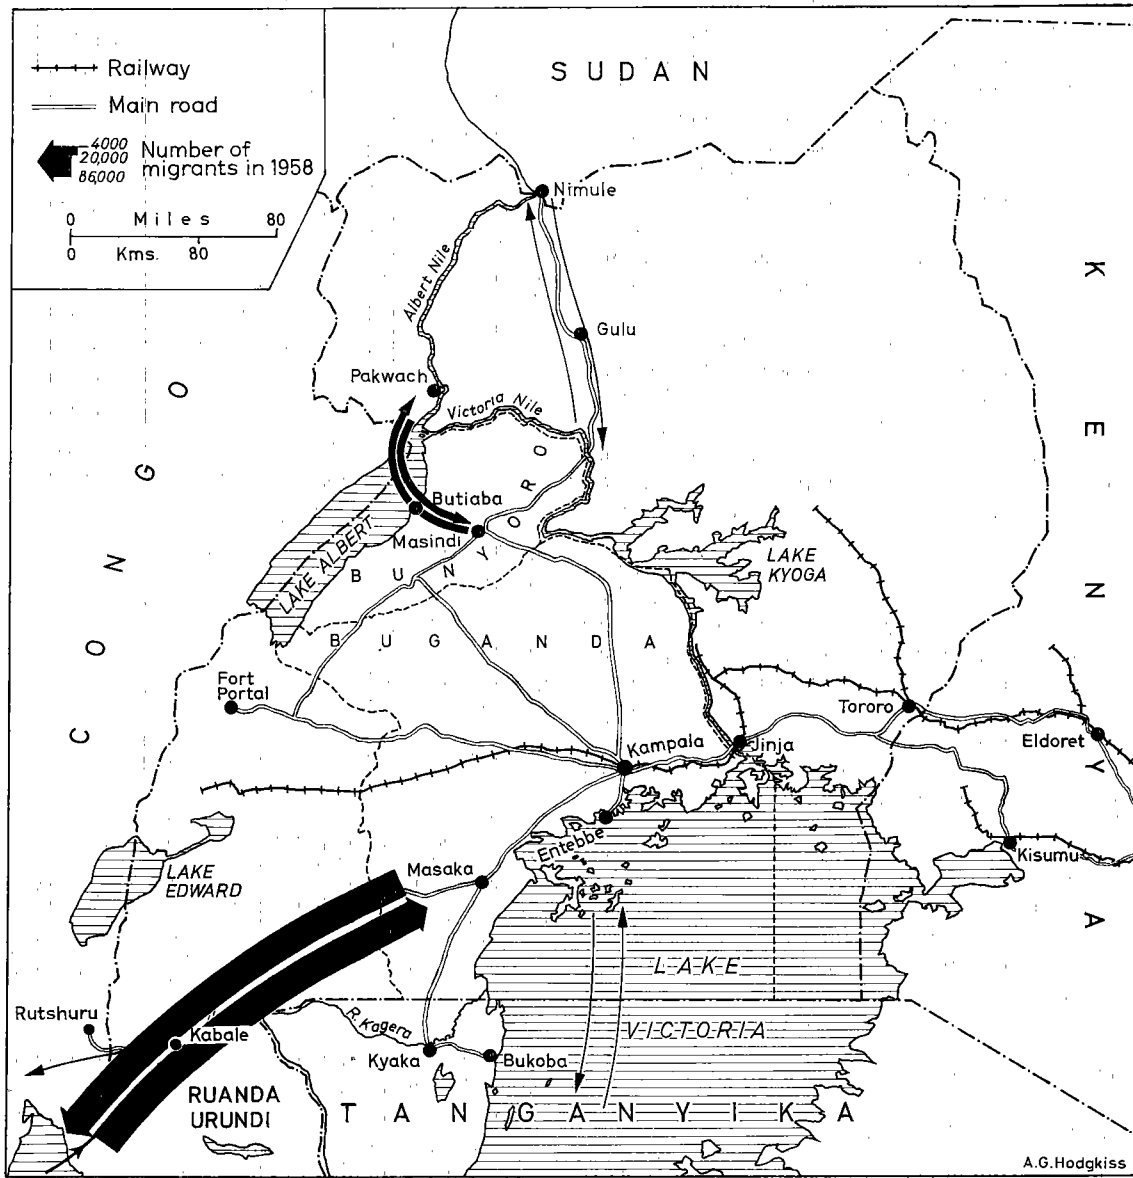 Railway
Main road
4000
20,000
86,000
Number of
migrants in 1958
0 Miles 80
0 Kms. 80
SUDAN
Nimule
Albert Nile
Gulu
KENYA
CONGO
Pakwach
Victoria Nile
Butiaba
Masindi
LAKE ALBERT
BUNYORO
LAKE
KYOGA
BUGANDA
Fort
Portal
Tororo
Kampala
Jinja
Eldoret
Entebbe
Kisumu
LAKE
EDWARD
Masaka
LAKE
VICTORIA
Rutshuru
Kabale
R. Kagera
Kyaka
Bukoba
RUANDA
URUNDI
TANGANYIKA
A.G.Hodgkiss